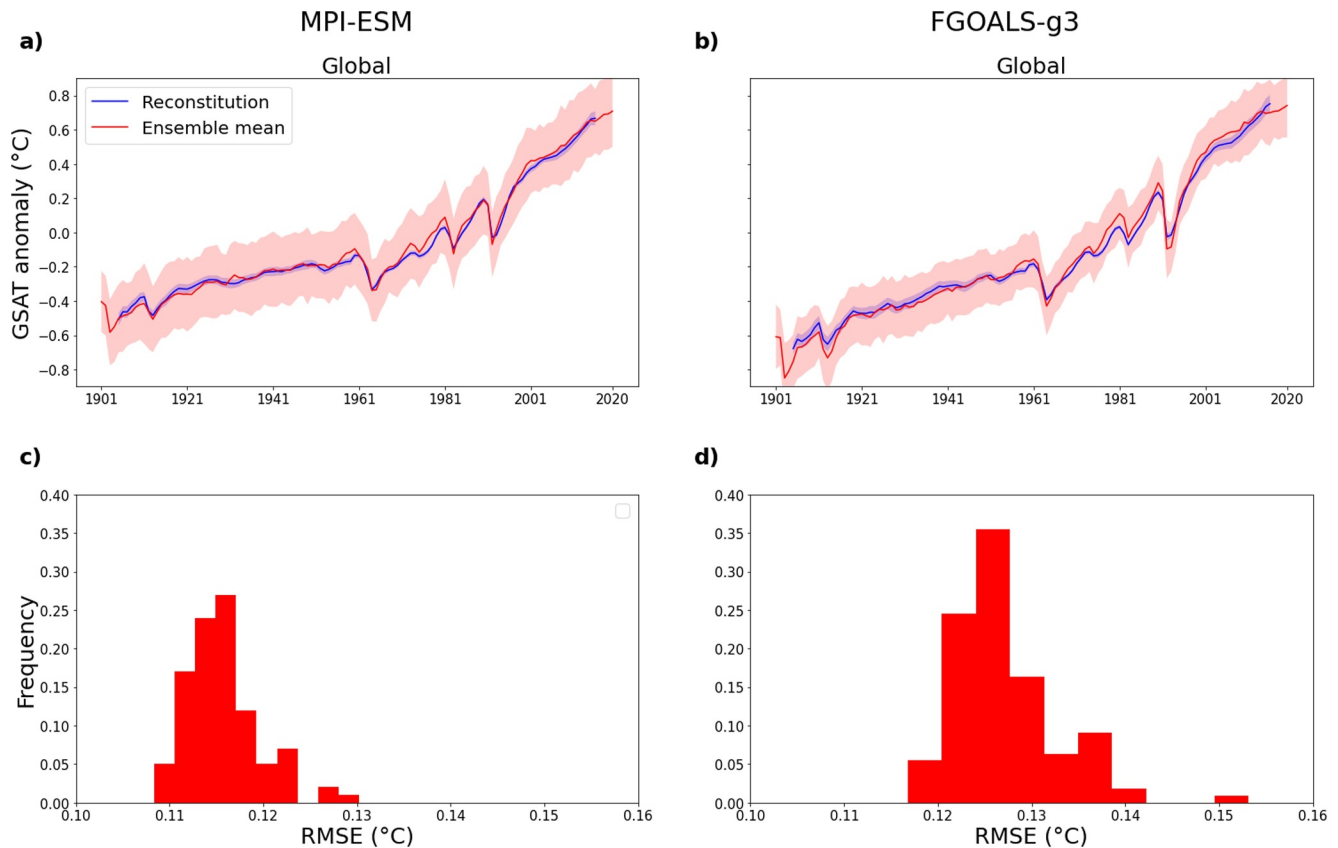 MPI-ESM
FGOALS-g3
a)
b)
Global
Global
Reconstitution
Ensemble mean
GSAT anomaly (°C)
0.8
0.6
0.4
0.2
0.0
−0.2
−0.4
−0.6
−0.8
1901 1921 1941 1961 1981 2001 2020
1901 1921 1941 1961 1981 2001 2020
c)
d)
Frequency
0.40
0.35
0.30
0.25
0.20
0.15
0.10
0.05
0.00
0.10 0.11 0.12 0.13 0.14 0.15 0.16
RMSE (°C)
0.40
0.35
0.30
0.25
0.20
0.15
0.10
0.05
0.00
0.10 0.11 0.12 0.13 0.14 0.15 0.16
RMSE (°C)